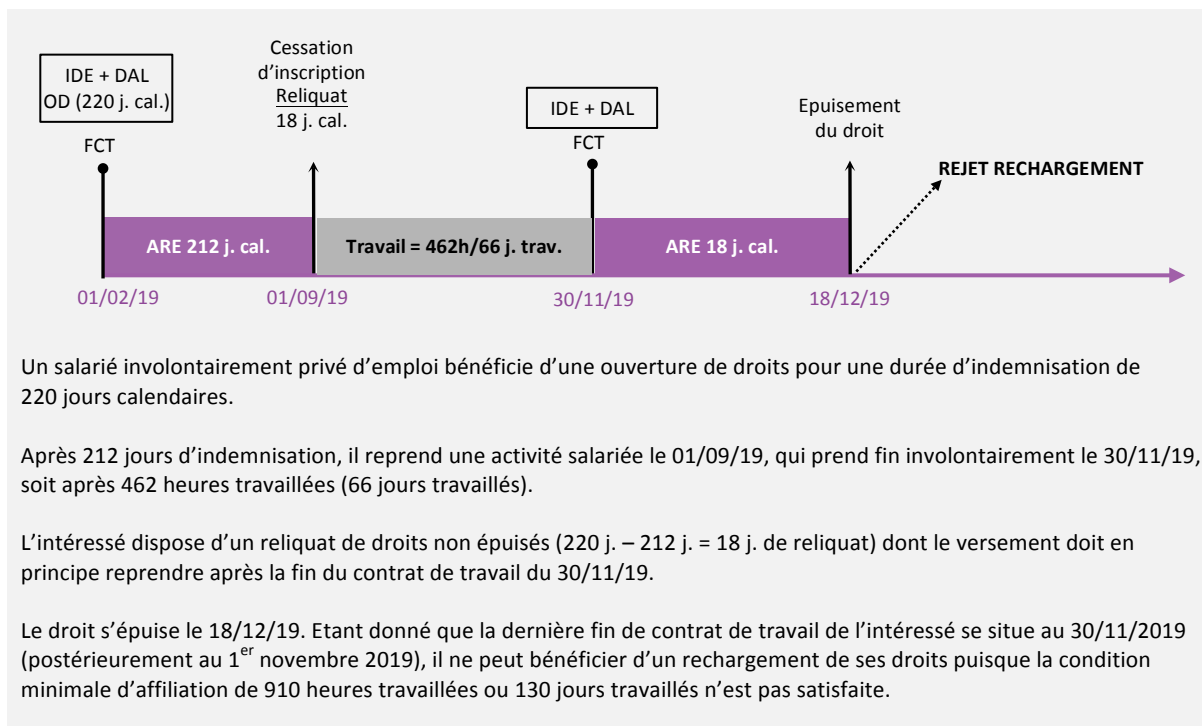 Cessation
d’inscription
Reliquat
18 j. cal.
IDE + DAL
OD (220 j. cal.)
FCT
IDE + DAL
FCT
Epuisement
du droit
REJET RECHARGEMENT
ARE 212 j. cal.
Travail = 462h/66 j. trav.
ARE 18 j. cal.
01/02/19
01/09/19
30/11/19
18/12/19
Un salarié involontairement privé d’emploi bénéficie d’une ouverture de droits pour une durée d’indemnisation de
220 jours calendaires.
Après 212 jours d’indemnisation, il reprend une activité salariée le 01/09/19, qui prend fin involontairement le 30/11/19,
soit après 462 heures travaillées (66 jours travaillés).
L’intéressé dispose d’un reliquat de droits non épuisés (220 j. – 212 j. = 18 j. de reliquat) dont le versement doit en
principe reprendre après la fin du contrat de travail du 30/11/19.
Le droit s’épuise le 18/12/19. Etant donné que la dernière fin de contrat de travail de l’intéressé se situe au 30/11/2019
(postérieurement au 1er novembre 2019), il ne peut bénéficier d’un rechargement de ses droits puisque la condition
minimale d’affiliation de 910 heures travaillées ou 130 jours travaillés n’est pas satisfaite.